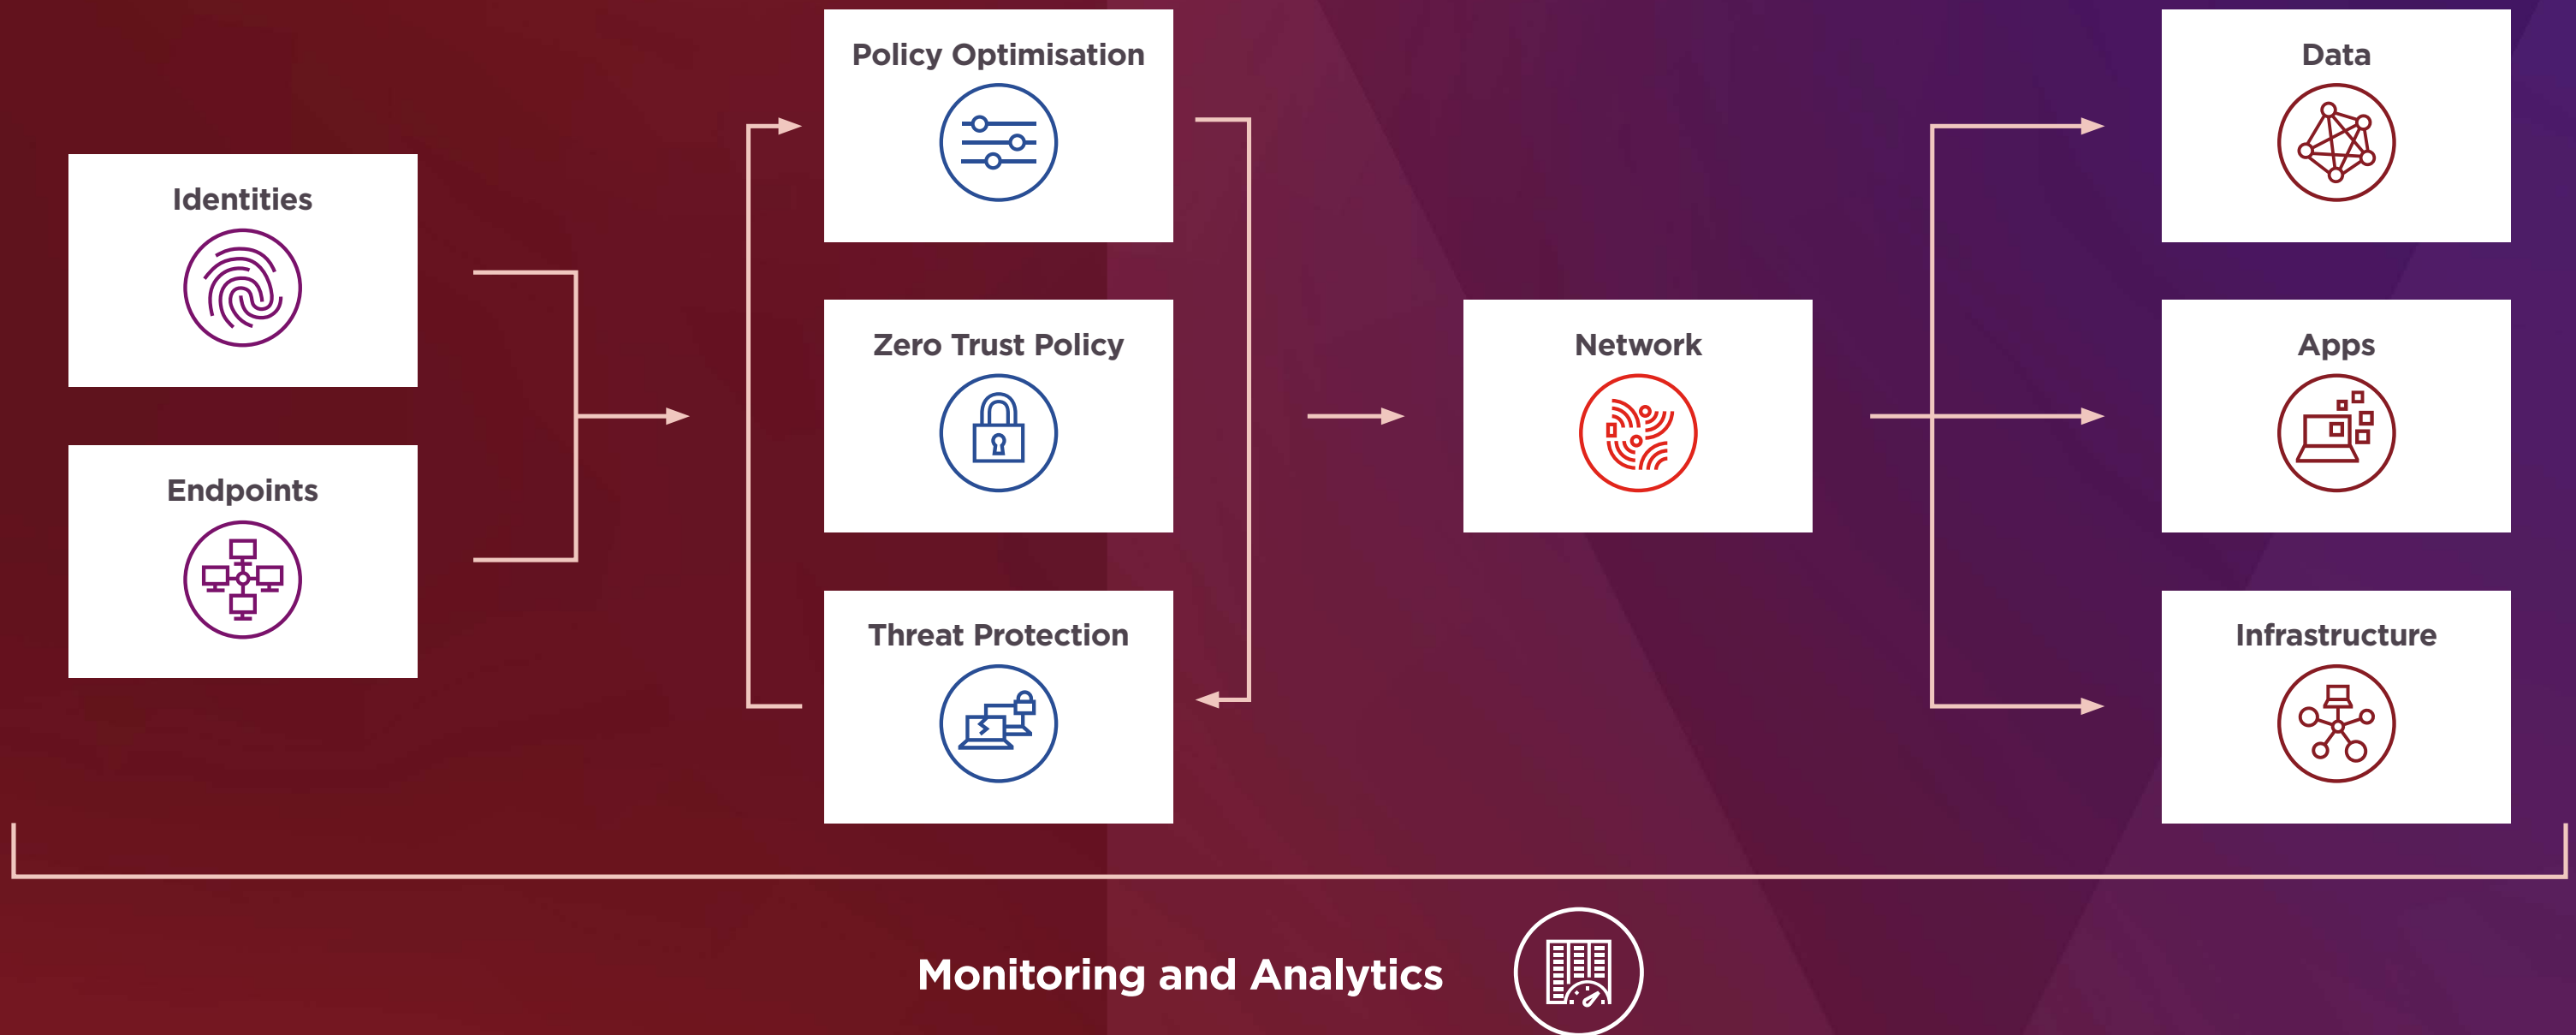 Identities
Endpoints
Policy Optimisation
Zero Trust Policy
Threat Protection
Network
Data
Apps
Infrastructure
Monitoring and Analytics